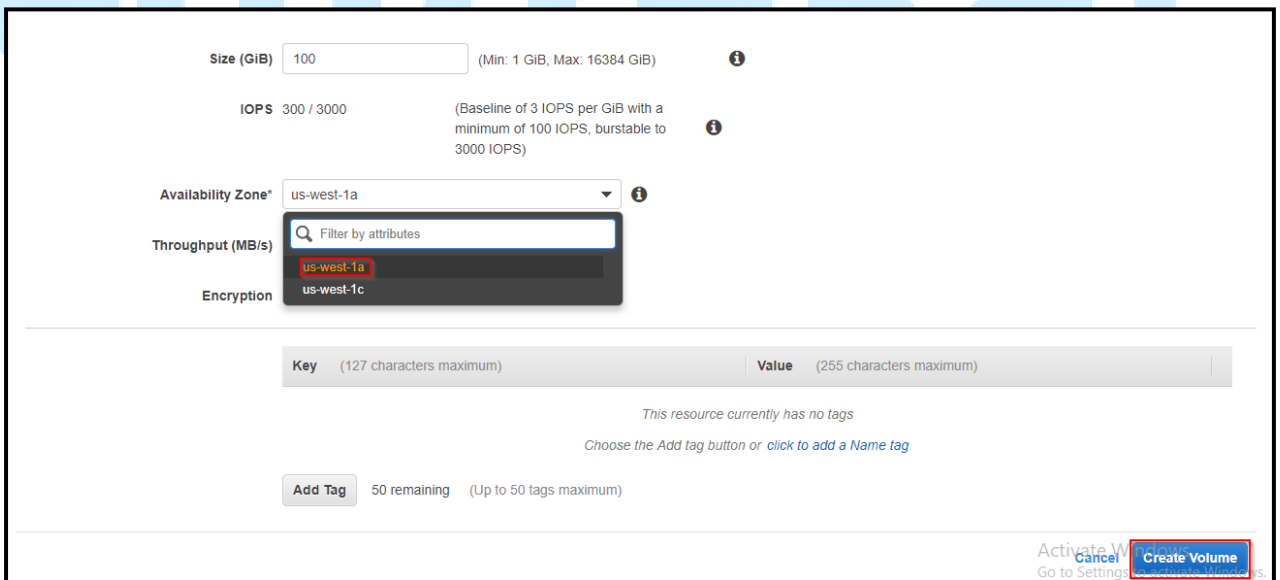 Size (GiB) 100 (Min: 1 GiB, Max: 16384 GiB)
IOPS 300 / 3000 (Baseline of 3 IOPS per GiB with a
minimum of 100 IOPS, burstable to
3000 IOPS)
Availability Zone* us-west-1a
Filter by attributes
Throughput (MB/s)
us-west-1a
us-west-1c
Encryption
Key (127 characters maximum) Value (255 characters maximum)
This resource currently has no tags
Choose the Add tag button or click to add a Name tag
Add Tag 50 remaining (Up to 50 tags maximum)
Activate Windows
Cancel Create Volume
Go to Settings to activate Windows.